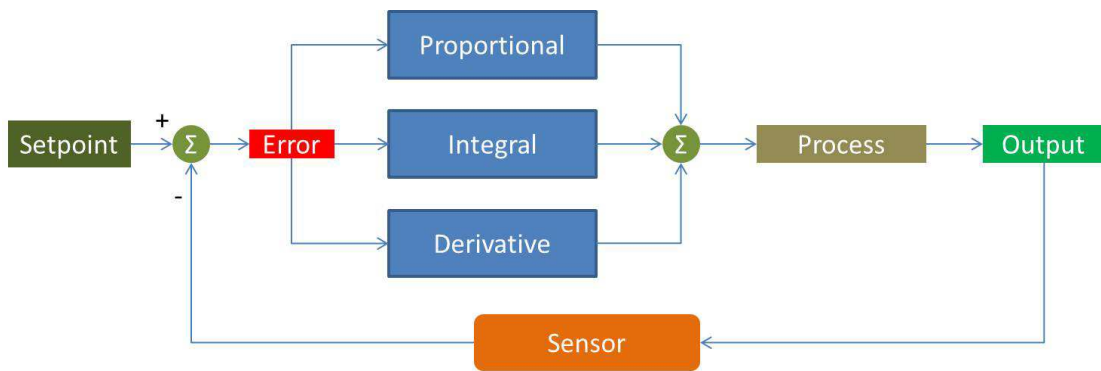 Proportional
+
Setpoint
Σ
Error
Integral
Σ
Process
Output
-
Derivative
Sensor